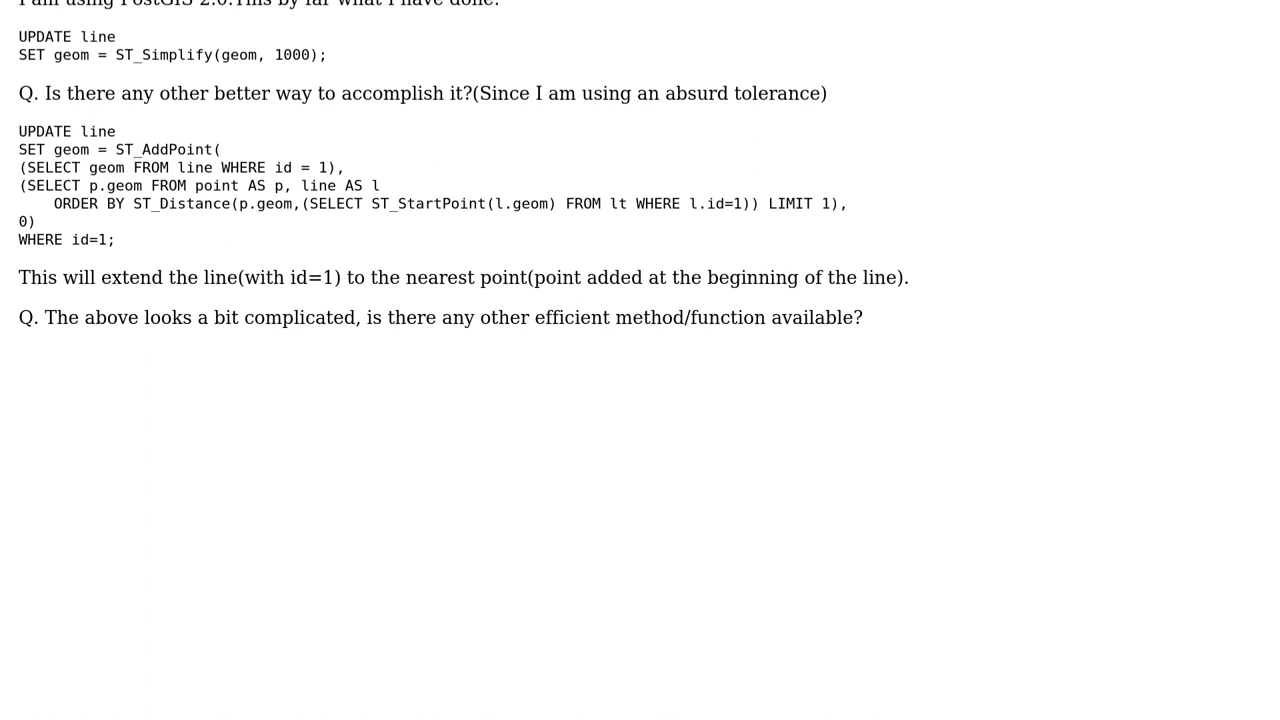 I am using PostGIS 2.0.This by far what I have done.
UPDATE line
SET geom = ST_Simplify(geom, 1000);
Q. Is there any other better way to accomplish it?(Since I am using an absurd tolerance)
UPDATE line
SET geom = ST_AddPoint(
(SELECT geom FROM line WHERE id = 1),
(SELECT p.geom FROM point AS p, line AS l
    ORDER BY ST_Distance(p.geom,(SELECT ST_StartPoint(l.geom) FROM lt WHERE l.id=1)) LIMIT 1),
0)
WHERE id=1;
This will extend the line(with id=1) to the nearest point(point added at the beginning of the line).
Q. The above looks a bit complicated, is there any other efficient method/function available?